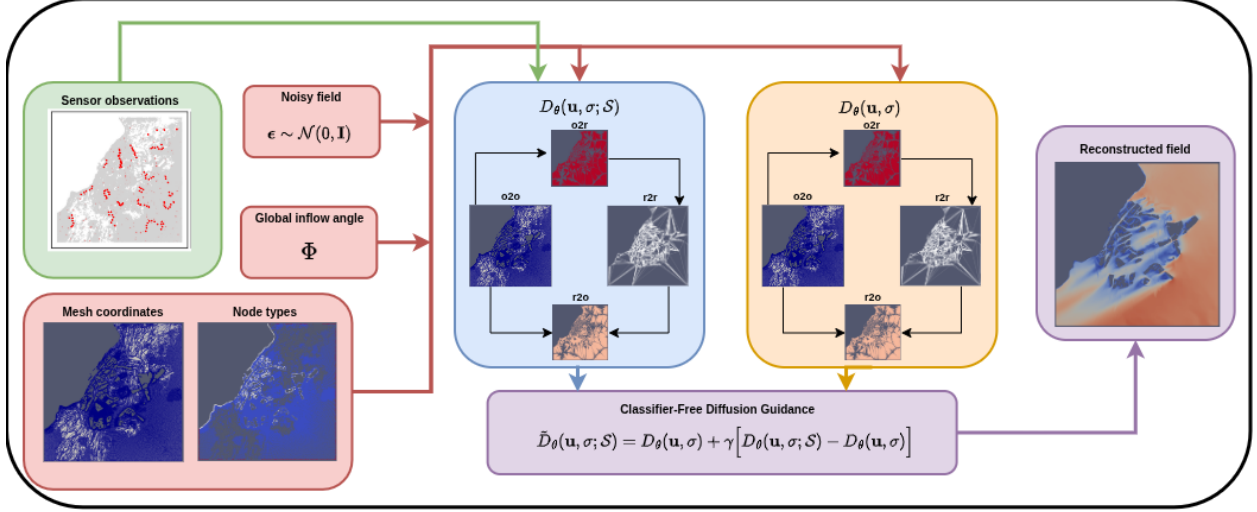 Sensor observations
Noisy field
ϵ ∼ 𝒩(0, I)
Global inflow angle
Φ
Mesh coordinates
Node types
D_θ(u, σ; 𝒮)
o2r
o2o
r2r
r2o
D_θ(u, σ)
o2r
o2o
r2r
r2o
Classifier-Free Diffusion Guidance
D̃_θ(u, σ; 𝒮) = D_θ(u, σ) + γ[D_θ(u, σ; 𝒮) − D_θ(u, σ)]
Reconstructed field